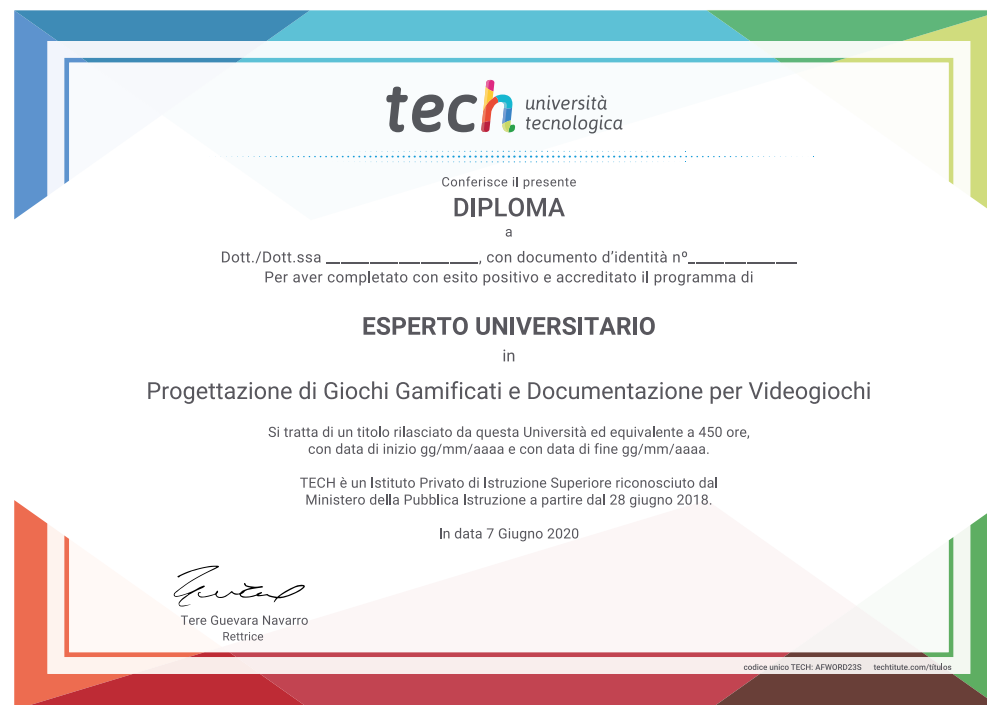 tech università
tecnologica
Conferisce il presente
DIPLOMA
a
Dott./Dott.ssa ___________________, con documento d'identità nº______________
Per aver completato con esito positivo e accreditato il programma di
ESPERTO UNIVERSITARIO
in
Progettazione di Giochi Gamificati e Documentazione per Videogiochi
Si tratta di un titolo rilasciato da questa Università ed equivalente a 450 ore,
con data di inizio gg/mm/aaaa e con data di fine gg/mm/aaaa.
TECH è un Istituto Privato di Istruzione Superiore riconosciuto dal
Ministero della Pubblica Istruzione a partire dal 28 giugno 2018.
In data 7 Giugno 2020
Tere Guevara Navarro
Rettrice
codice unico TECH: AFWORD23S techtitute.com/títulos